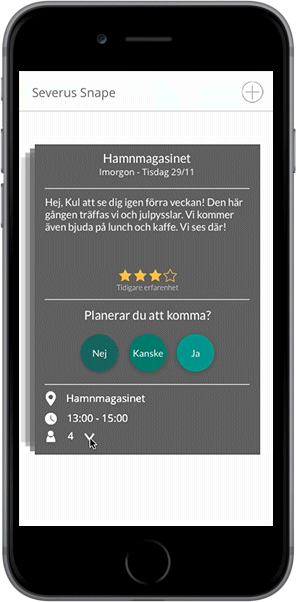 Severus Snape
Hamnmagasinet
Imorgon - Tisdag 29/11
Hej, Kul att se dig igen förra veckan! Den här
gången träffas vi och julpysslar. Vi kommer
även bjuda på lunch och kaffe. Vi ses där!
Tidigare erfarenhet
Planerar du att komma?
Nej
Kanske
Ja
Hamnmagasinet
13:00 - 15:00
4